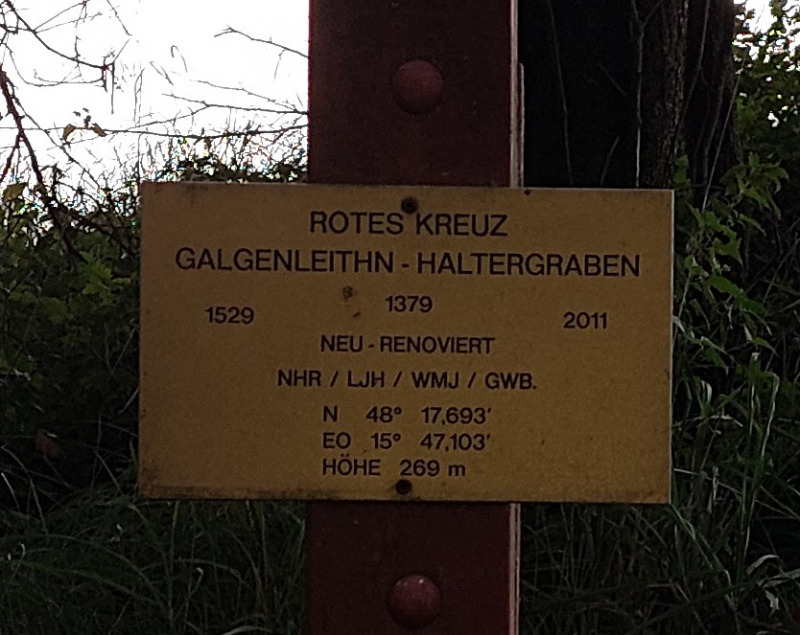 ROTES KREUZ
GALGENLEITHN - HALTERGRABEN
1529 1379 2011
NEU - RENOVIERT
NHR / LJH / WMJ / GWB.
N 48° 17,693'
EO 15° 47,103'
HÖHE 269 m